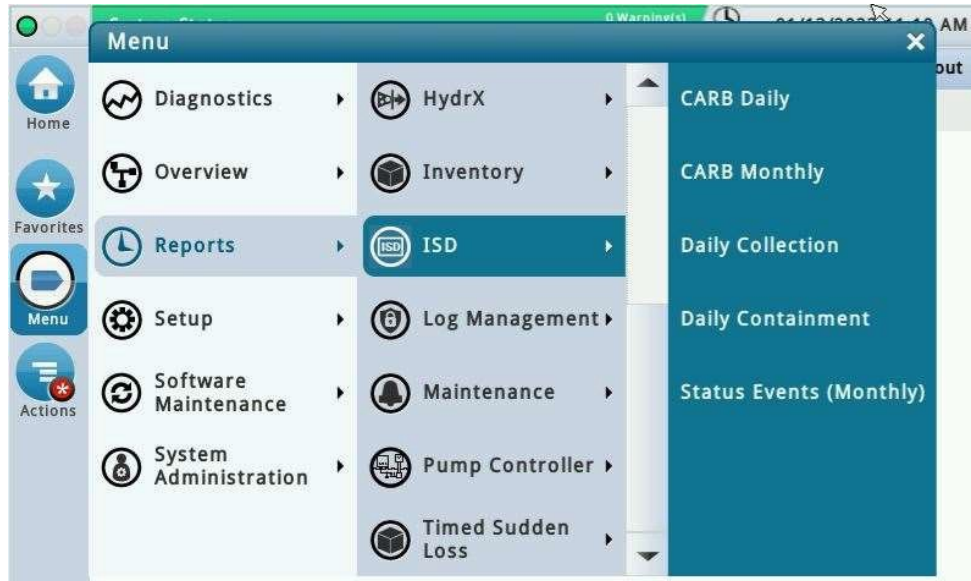 0 Warning(s)
AM
Menu
out
Home
Favorites
Menu
Actions
Diagnostics
Overview
Reports
Setup
Software
Maintenance
System
Administration
HydrX
Inventory
ISD
ISD
Log Management
Maintenance
Pump Controller
Timed Sudden
Loss
CARB Daily
CARB Monthly
Daily Collection
Daily Containment
Status Events (Monthly)